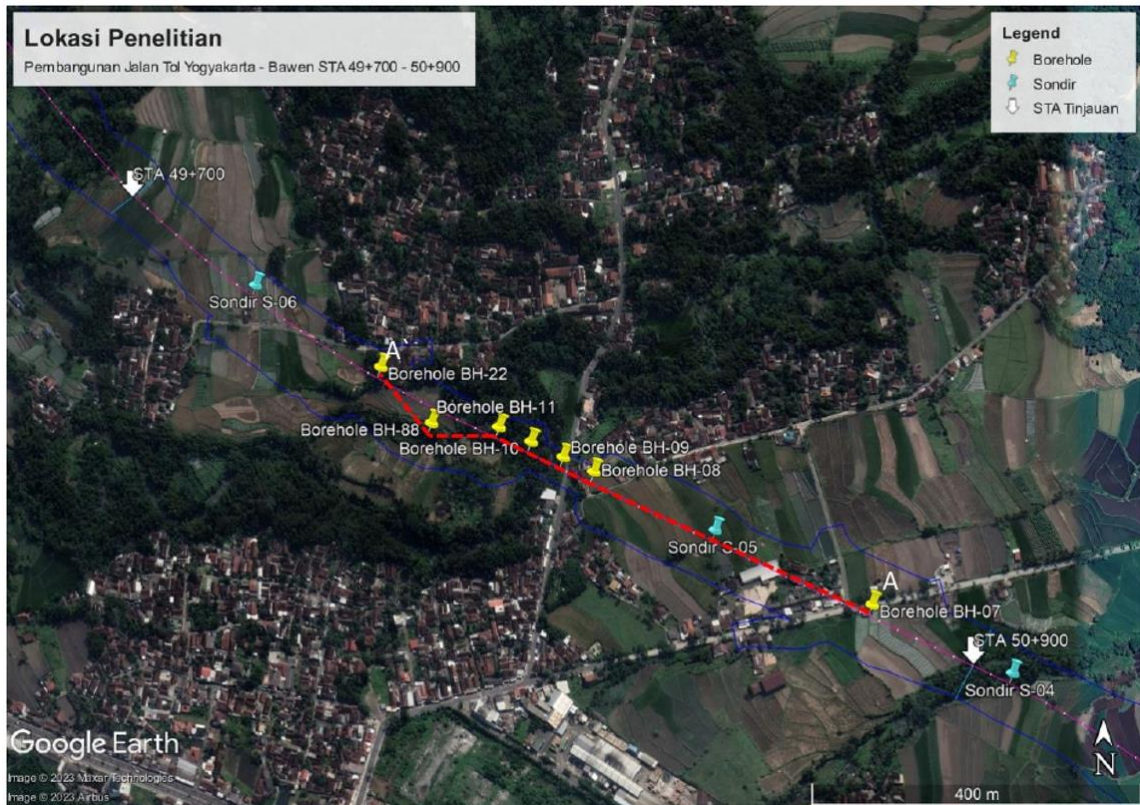 Lokasi Penelitian
Pembangunan Jalan Tol Yogyakarta - Bawen STA 49+700 - 50+900
Legend
Borehole
Sondir
STA Tinjauan
STA 49+700
Sondir S-06
A`
Borehole BH-22
Borehole BH-11
Borehole BH-88
Borehole BH-10
Borehole BH-09
Borehole BH-08
Sondir S-05
A
Borehole BH-07
STA 50+900
Sondir S-04
Google Earth
Image © 2023 Maxar Technologies
Image © 2023 Airbus
400 m
N